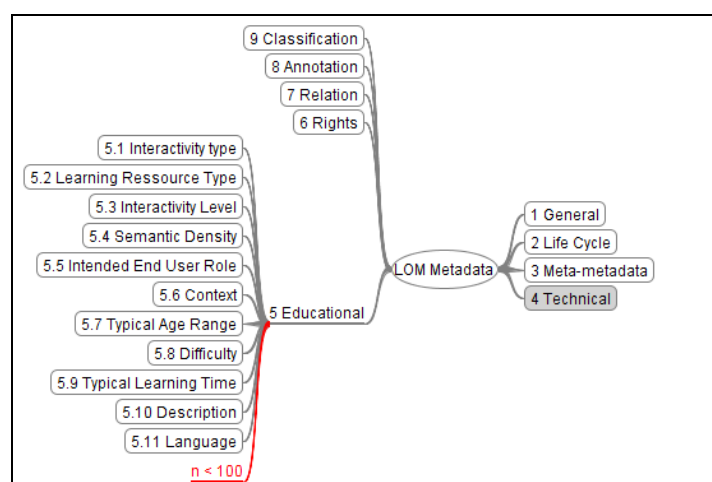 9 Classification
8 Annotation
7 Relation
6 Rights
5.1 Interactivity type
5.2 Learning Ressource Type
5.3 Interactivity Level
5.4 Semantic Density
5.5 Intended End User Role
5.6 Context
5.7 Typical Age Range
5.8 Difficulty
5.9 Typical Learning Time
5.10 Description
5.11 Language
n < 100
5 Educational
LOM Metadata
1 General
2 Life Cycle
3 Meta-metadata
4 Technical